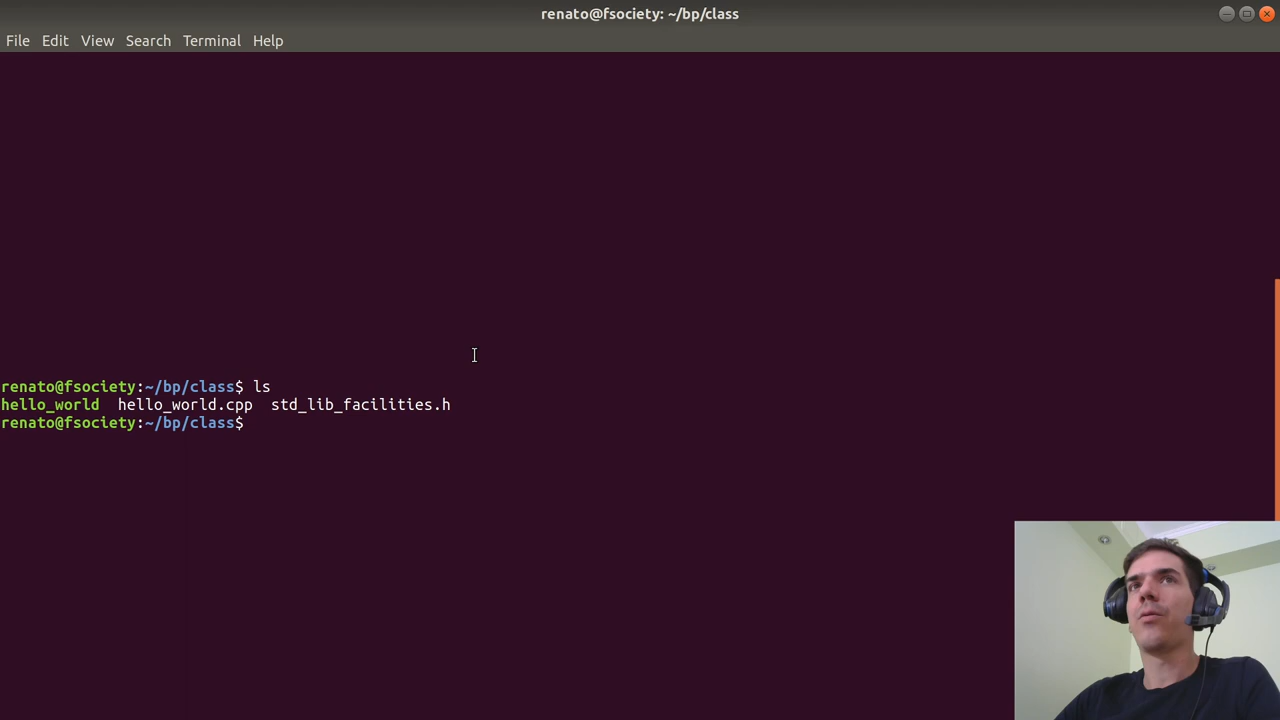 renato@fsociety: ~/bp/class
File Edit View Search Terminal Help
renato@fsociety:~/bp/class$ ls
hello_world hello_world.cpp std_lib_facilities.h
renato@fsociety:~/bp/class$